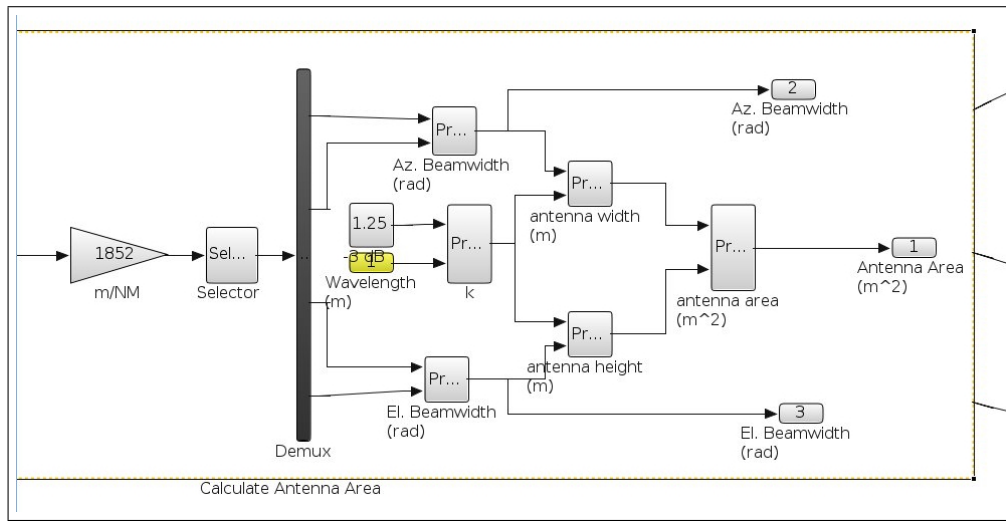 2
Az. Beamwidth
(rad)
Pr...
Az. Beamwidth
(rad)
Pr...
antenna width
(m)
1.25
-3 dB
1
Wavelength
(m)
Pr...
k
1852
m/NM
Sel...
Selector
..
Demux
Pr...
antenna area
(m^2)
1
Antenna Area
(m^2)
Pr...
antenna height
(m)
Pr...
El. Beamwidth
(rad)
3
El. Beamwidth
(rad)
Calculate Antenna Area